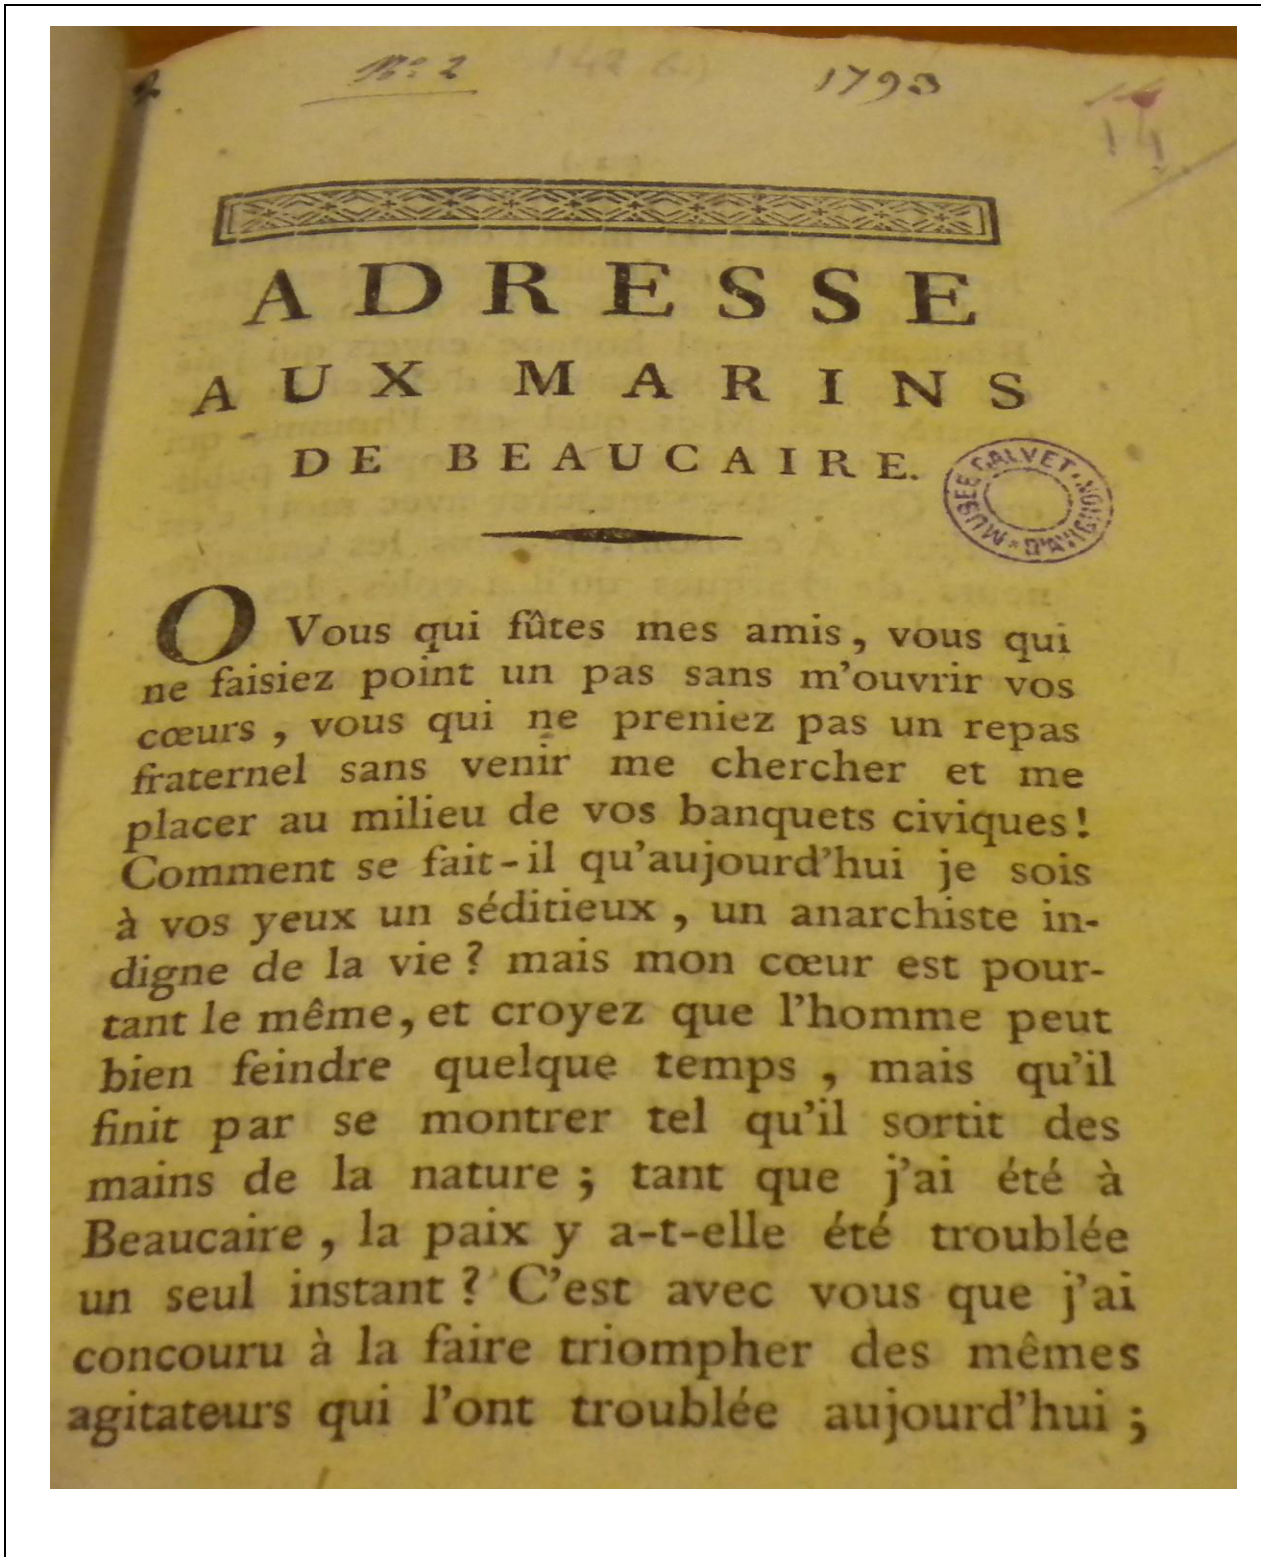 Nº. 2
1793
14
ADRESSE
AUX MARINS
DE BEAUCAIRE.
MUSEE CALVET * D'AVIGNON *
O Vous qui fûtes mes amis, vous qui
ne faisiez point un pas sans m'ouvrir vos
cœurs, vous qui ne preniez pas un repas
fraternel sans venir me chercher et me
placer au milieu de vos banquets civiques!
Comment se fait-il qu'aujourd'hui je sois
à vos yeux un séditieux, un anarchiste in-
digne de la vie? mais mon cœur est pour-
tant le même, et croyez que l'homme peut
bien feindre quelque temps, mais qu'il
finit par se montrer tel qu'il sortit des
mains de la nature; tant que j'ai été à
Beaucaire, la paix y a-t-elle été troublée
un seul instant? C'est avec vous que j'ai
concouru à la faire triompher des mêmes
agitateurs qui l'ont troublée aujourd'hui;